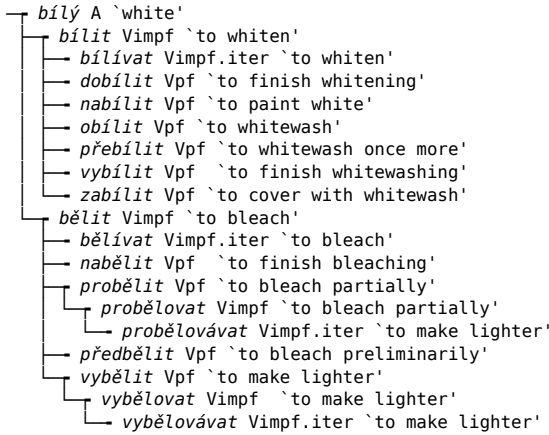 bílý A `white'
bílit Vimpf `to whiten'
bílívat Vimpf.iter `to whiten'
dobílit Vpf `to finish whitening'
nabílit Vpf `to paint white'
obílit Vpf `to whitewash'
přebílit Vpf `to whitewash once more'
vybílit Vpf  `to finish whitewashing'
zabílit Vpf `to cover with whitewash'
bělit Vimpf `to bleach'
bělívat Vimpf.iter `to bleach'
nabělit Vpf  `to finish bleaching'
probělit Vpf `to bleach partially'
probělovat Vimpf `to bleach partially'
probělovávat Vimpf.iter `to make lighter'
předbělit Vpf `to bleach preliminarily'
vybělit Vpf `to make lighter'
vybělovat Vimpf  `to make lighter'
vybělovávat Vimpf.iter `to make lighter'